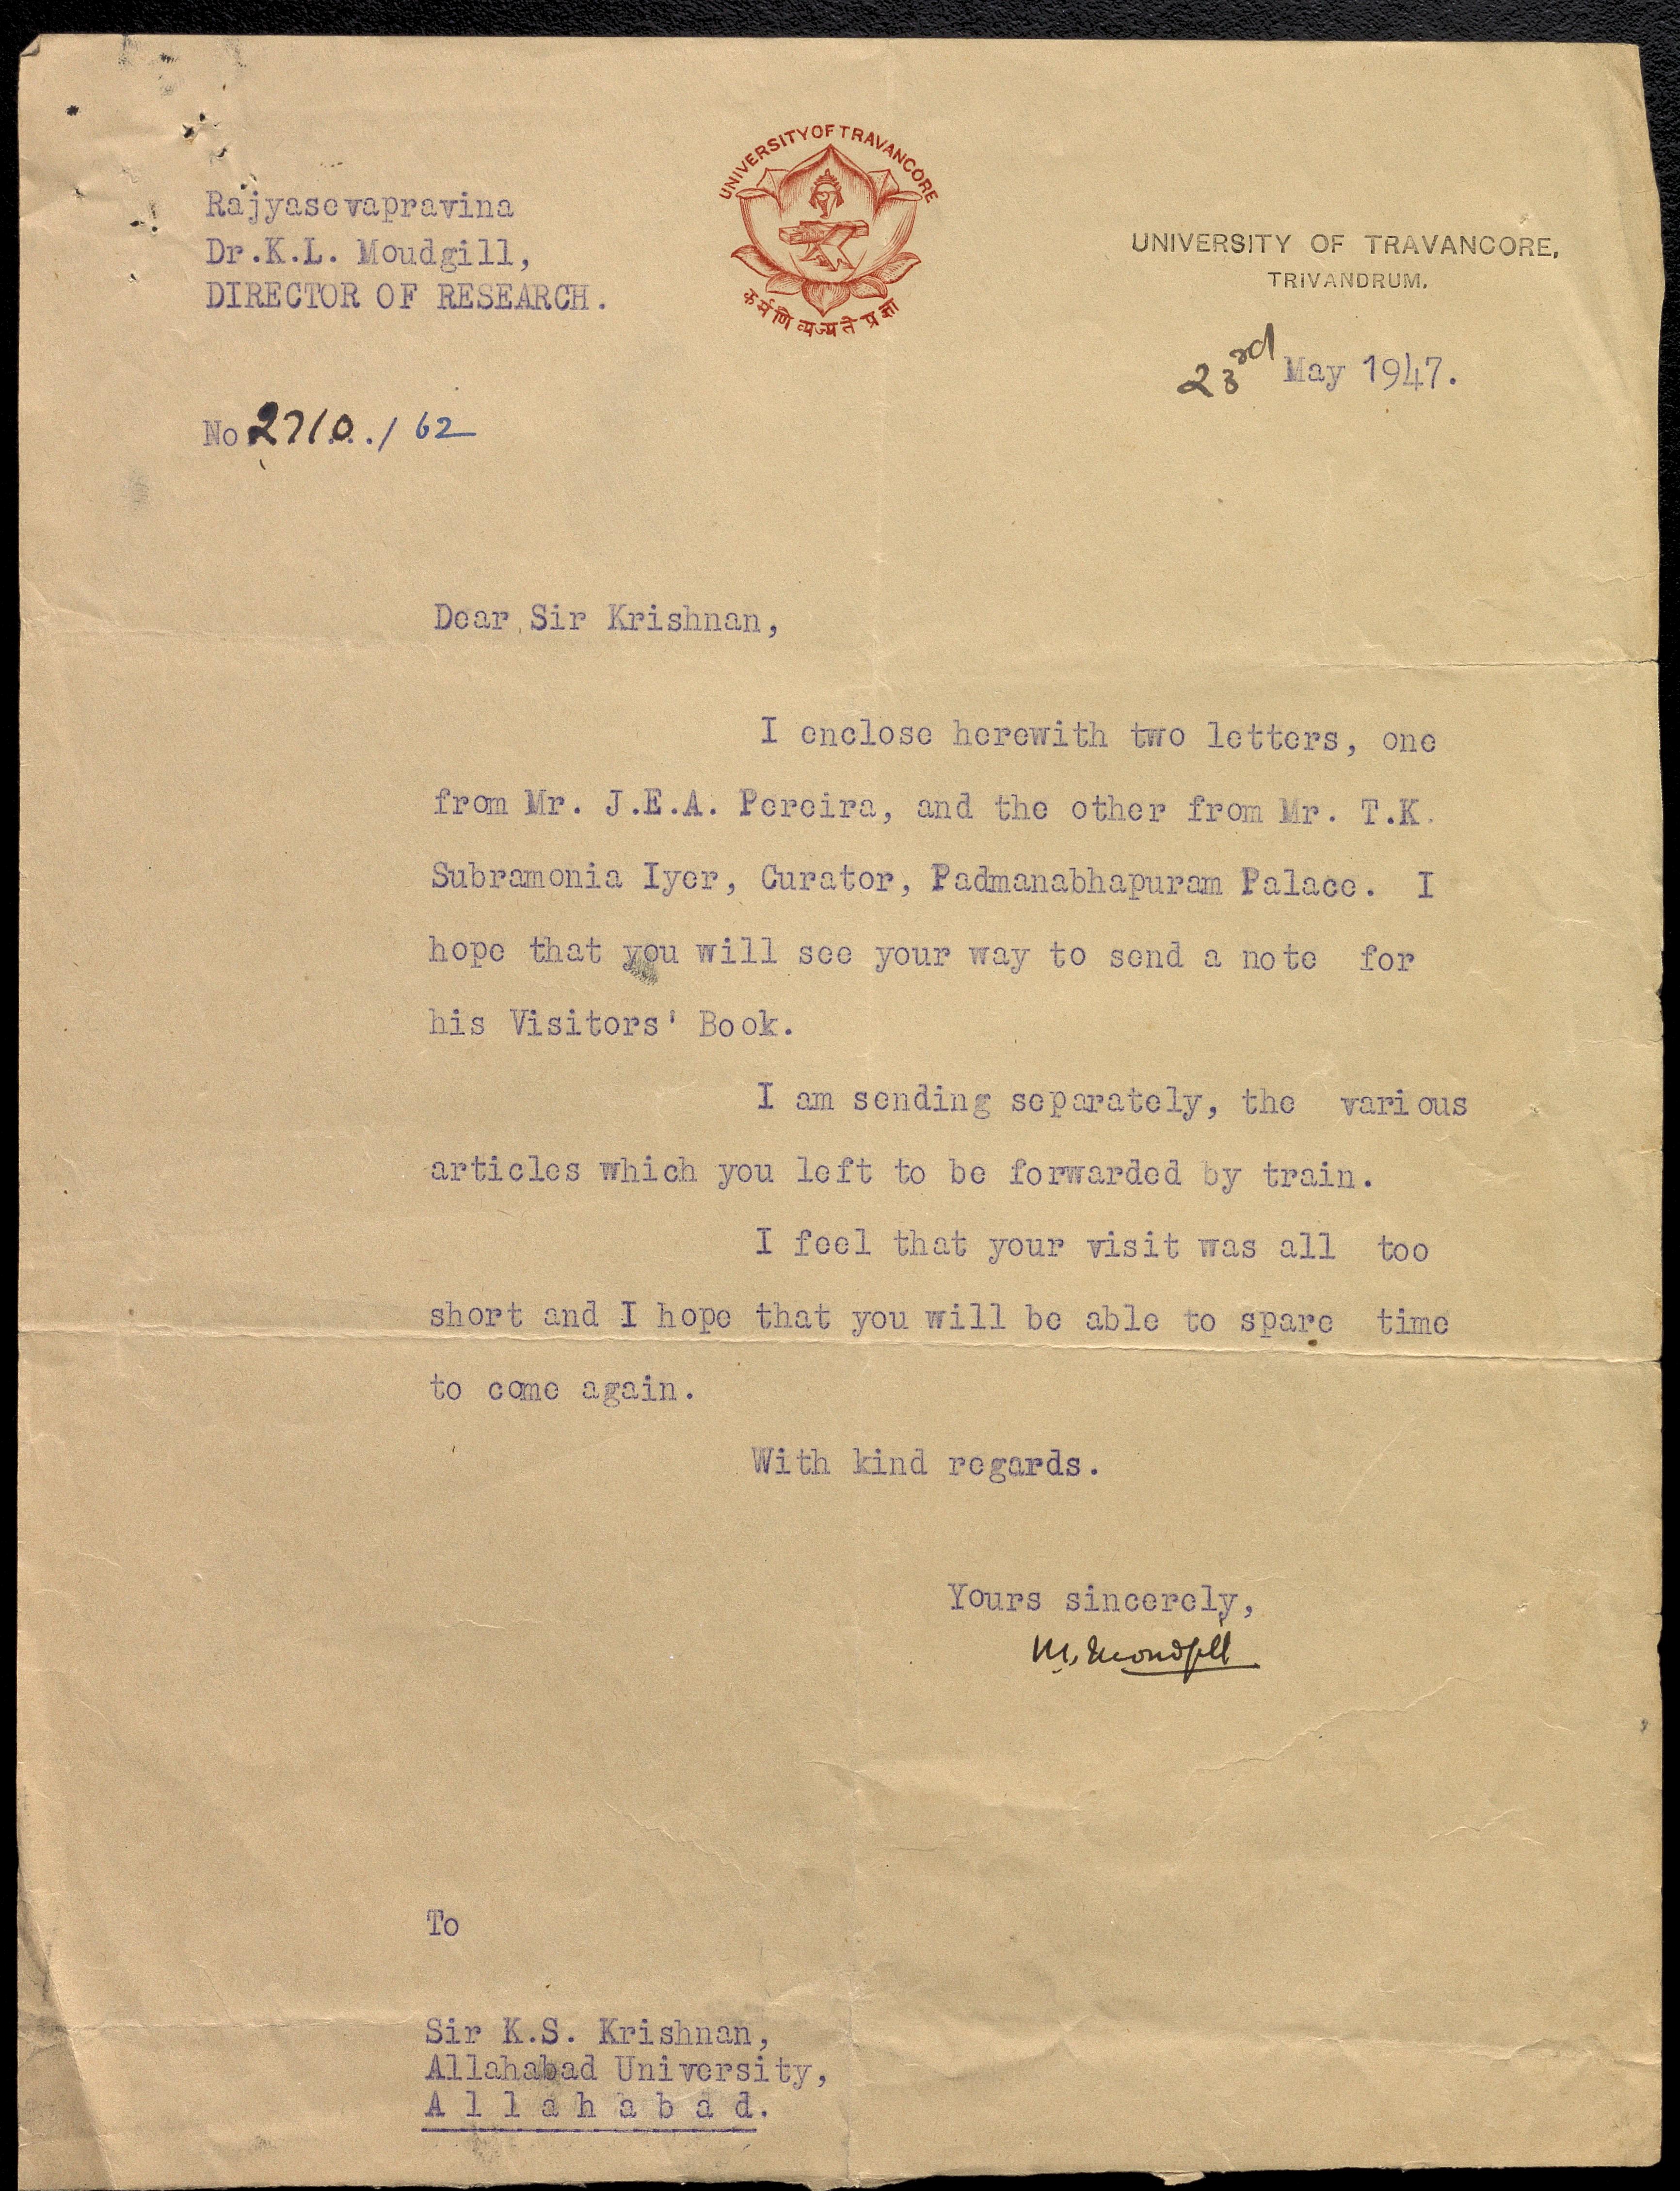 UNIVERSITY OF TRAVANCORE
कर्मणि व्यज्यते प्रज्ञा
Rajyasevapravina
Dr.K.L. Moudgill,
DIRECTOR OF RESEARCH.
UNIVERSITY OF TRAVANCORE,
TRIVANDRUM.
23rd May 1947.
No 2710../ 62
Dear Sir Krishnan,
I enclose herewith two letters, one
from Mr. J.E.A. Pereira, and the other from Mr. T.K.
Subramonia Iyer, Curator, Padmanabhapuram Palace. I
hope that you will see your way to send a note for
his Visitors' Book.
I am sending separately, the various
articles which you left to be forwarded by train.
I feel that your visit was all too
short and I hope that you will be able to spare time
to come again.
With kind regards.
Yours sincerely,
To
Sir K.S. Krishnan,
Allahabad University,
A l l a h a b a d.